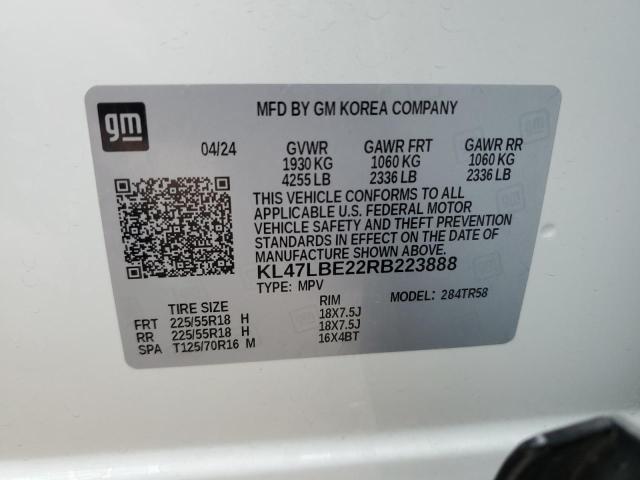 gm
MFD BY GM KOREA COMPANY
04/24 GVWR GAWR FRT GAWR RR
1930 KG 1060 KG 1060 KG
4255 LB 2336 LB 2336 LB
THIS VEHICLE CONFORMS TO ALL
APPLICABLE U.S. FEDERAL MOTOR
VEHICLE SAFETY AND THEFT PREVENTION
STANDARDS IN EFFECT ON THE DATE OF
MANUFACTURE SHOWN ABOVE.
KL47LBE22RB223888
TYPE: MPV MODEL: 284TR58
TIRE SIZE RIM
FRT 225/55R18 H 18X7.5J
RR 225/55R18 H 18X7.5J
SPA T125/70R16 M 16X4BT